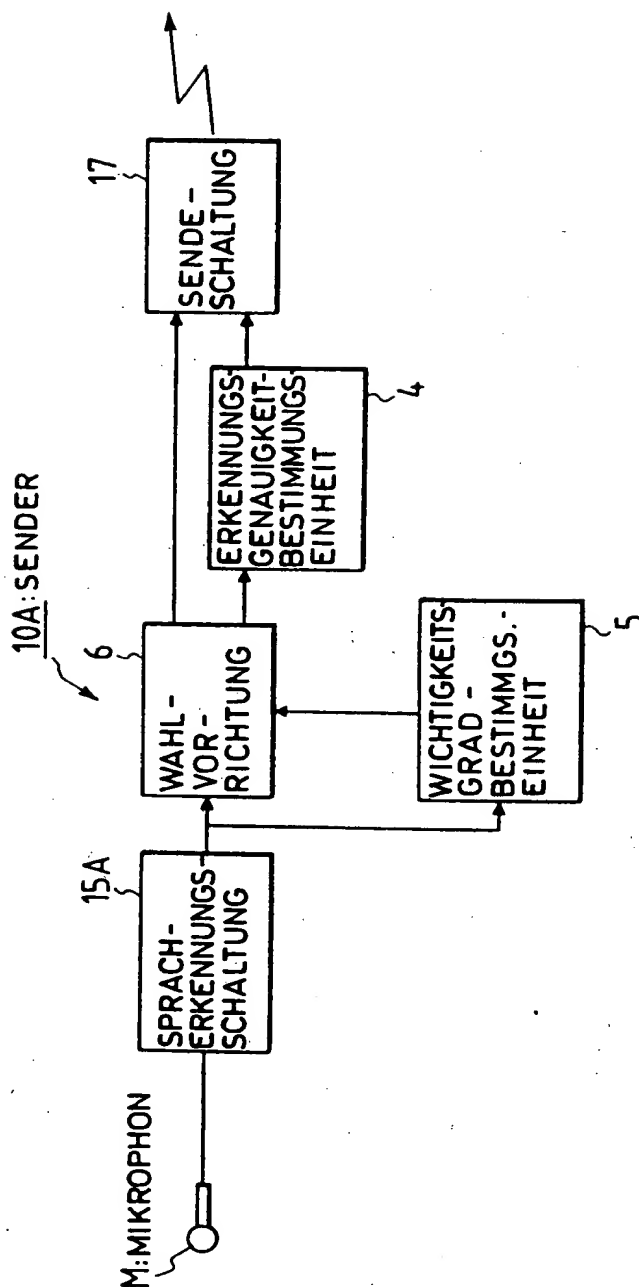 10A: SENDER
M: MIKROPHON
15A
SPRACH-
ERKENNUNGS
SCHALTUNG
6
WAHL-
VOR-
RICHTUNG
WICHTIGKEITS
GRAD-
BESTIMMGS.-
EINHEIT
5
ERKENNUNGS-
GENAUIGKEIT-
BESTIMMUNGS-
EINHEIT
4
17
SENDE-
SCHALTUNG